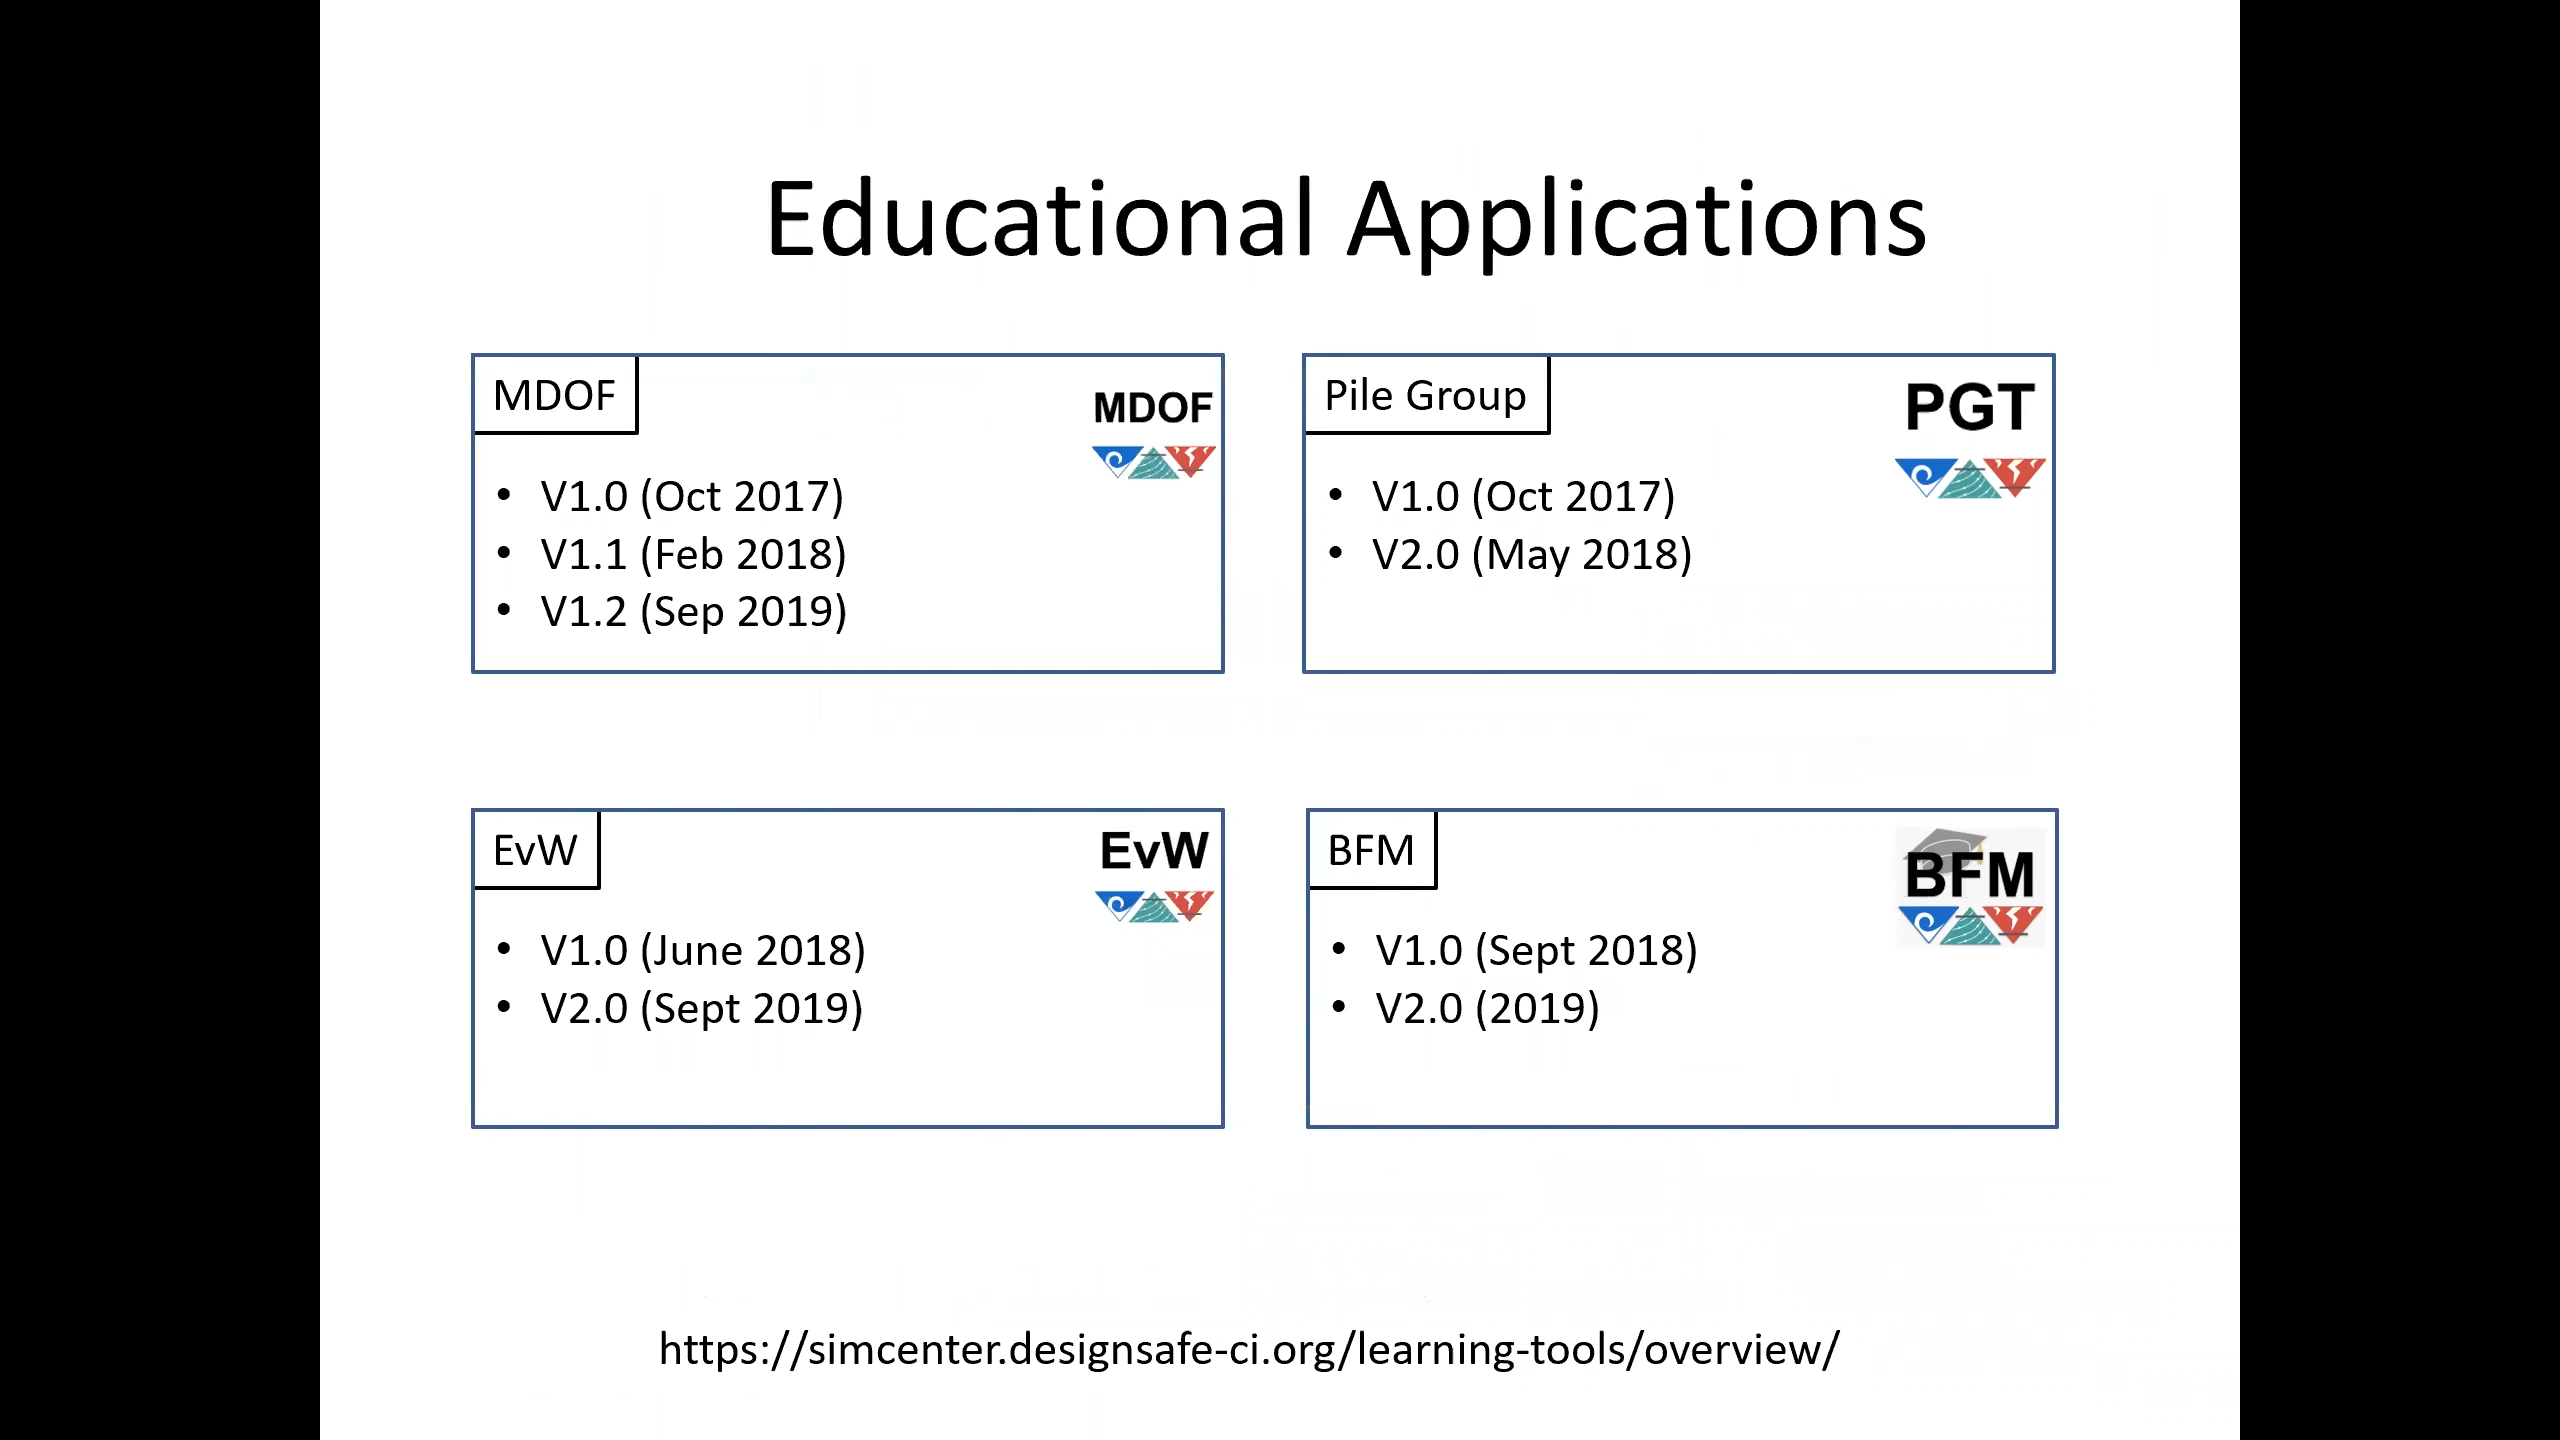 Educational Applications
MDOF
MDOF
• V1.0 (Oct 2017)
• V1.1 (Feb 2018)
• V1.2 (Sep 2019)
Pile Group
PGT
• V1.0 (Oct 2017)
• V2.0 (May 2018)
EvW
EvW
• V1.0 (June 2018)
• V2.0 (Sept 2019)
BFM
BFM
• V1.0 (Sept 2018)
• V2.0 (2019)
https://simcenter.designsafe-ci.org/learning-tools/overview/